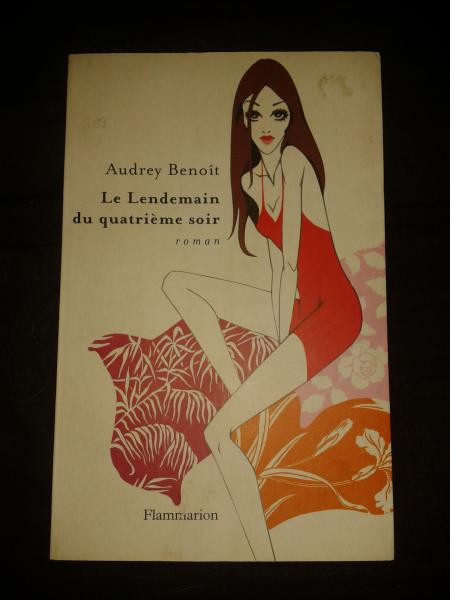 Audrey Benoît
Le Lendemain
du quatrième soir
roman
Flammarion